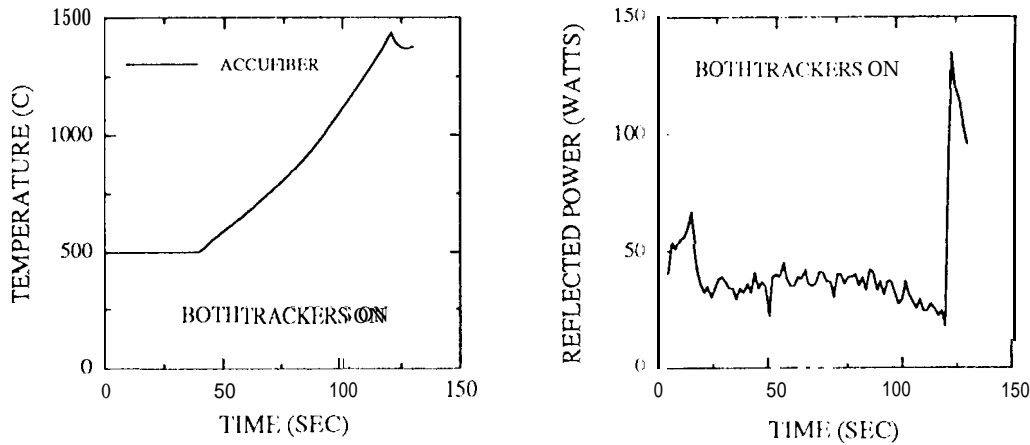 1500
1000
500
0
0
50
100
150
TEMPERATURE (C)
TIME (SEC)
ACCUFIBER
BOTHTRACKERS ON
150
100
50
0
0
50
100
150
REFLECTED POWER (WATTS)
TIME (SEC)
BOTHTRACKERS ON